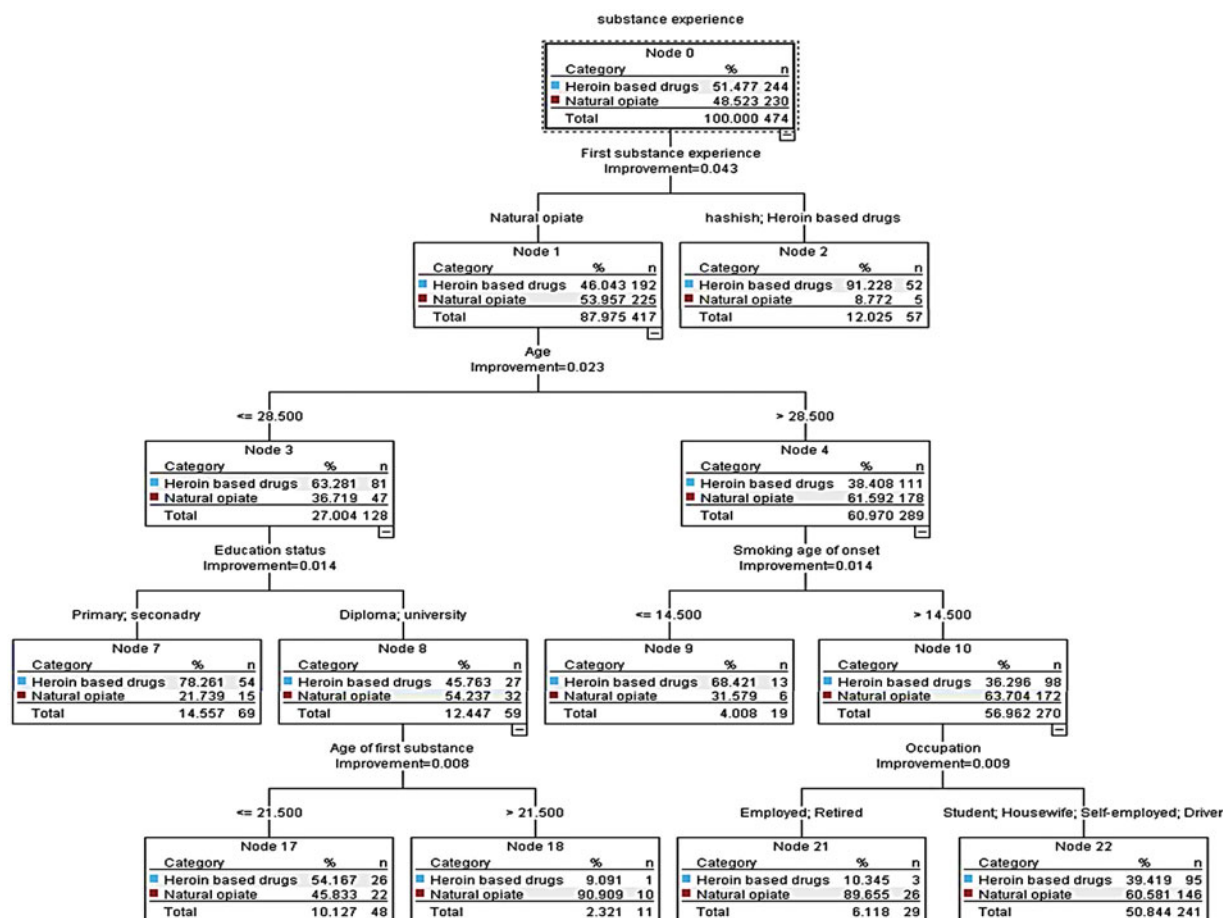 substance experience
Node 0
Category % n
Heroin based drugs 51.477 244
Natural opiate 48.523 230
Total 100.000 474
First substance experience
Improvement=0.043
Natural opiate
hashish; Heroin based drugs
Node 1
Category % n
Heroin based drugs 46.043 192
Natural opiate 53.957 225
Total 87.975 417
Node 2
Category % n
Heroin based drugs 91.228 52
Natural opiate 8.772 5
Total 12.025 57
Age
Improvement=0.023
<= 28.500
> 28.500
Node 3
Category % n
Heroin based drugs 63.281 81
Natural opiate 36.719 47
Total 27.004 128
Node 4
Category % n
Heroin based drugs 38.408 111
Natural opiate 61.592 178
Total 60.970 289
Education status
Improvement=0.014
Smoking age of onset
Improvement=0.014
Primary; seconadry
Diploma; university
<= 14.500
> 14.500
Node 7
Category % n
Heroin based drugs 78.261 54
Natural opiate 21.739 15
Total 14.557 69
Node 8
Category % n
Heroin based drugs 45.763 27
Natural opiate 54.237 32
Total 12.447 59
Node 9
Category % n
Heroin based drugs 68.421 13
Natural opiate 31.579 6
Total 4.008 19
Node 10
Category % n
Heroin based drugs 36.296 98
Natural opiate 63.704 172
Total 56.962 270
Age of first substance
Improvement=0.008
Occupation
Improvement=0.009
<= 21.500
> 21.500
Employed; Retired
Student; Housewife; Self-employed; Driver
Node 17
Category % n
Heroin based drugs 54.167 26
Natural opiate 45.833 22
Total 10.127 48
Node 18
Category % n
Heroin based drugs 9.091 1
Natural opiate 90.909 10
Total 2.321 11
Node 21
Category % n
Heroin based drugs 10.345 3
Natural opiate 89.655 26
Total 6.118 29
Node 22
Category % n
Heroin based drugs 39.419 95
Natural opiate 60.581 146
Total 50.844 241